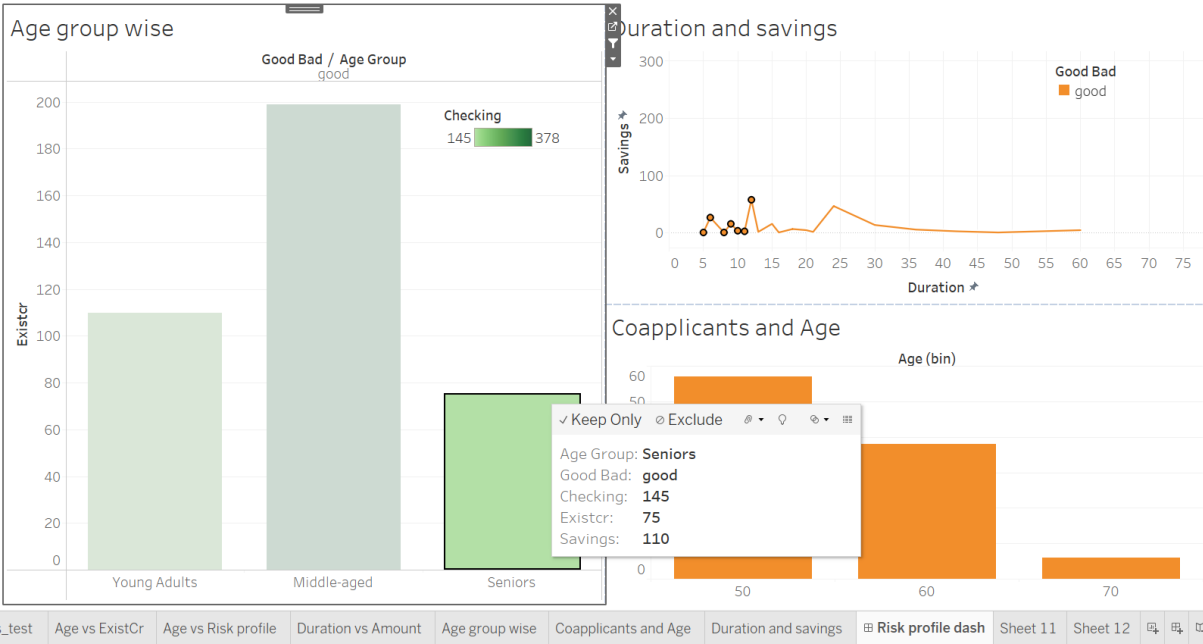 Age group wise
Good Bad / Age Group
good
Checking
145 378
200
180
160
140
120
100
80
60
40
20
0
Existcr
Young Adults Middle-aged Seniors
Duration and savings
Good Bad
good
300
200
100
0
Savings
0 5 10 15 20 25 30 35 40 45 50 55 60 65 70 75
Duration
Coapplicants and Age
Age (bin)
60
50
0
50 60 70
Keep Only Exclude
Age Group: Seniors
Good Bad: good
Checking: 145
Existcr: 75
Savings: 110
_test Age vs ExistCr Age vs Risk profile Duration vs Amount Age group wise Coapplicants and Age Duration and savings Risk profile dash Sheet 11 Sheet 12